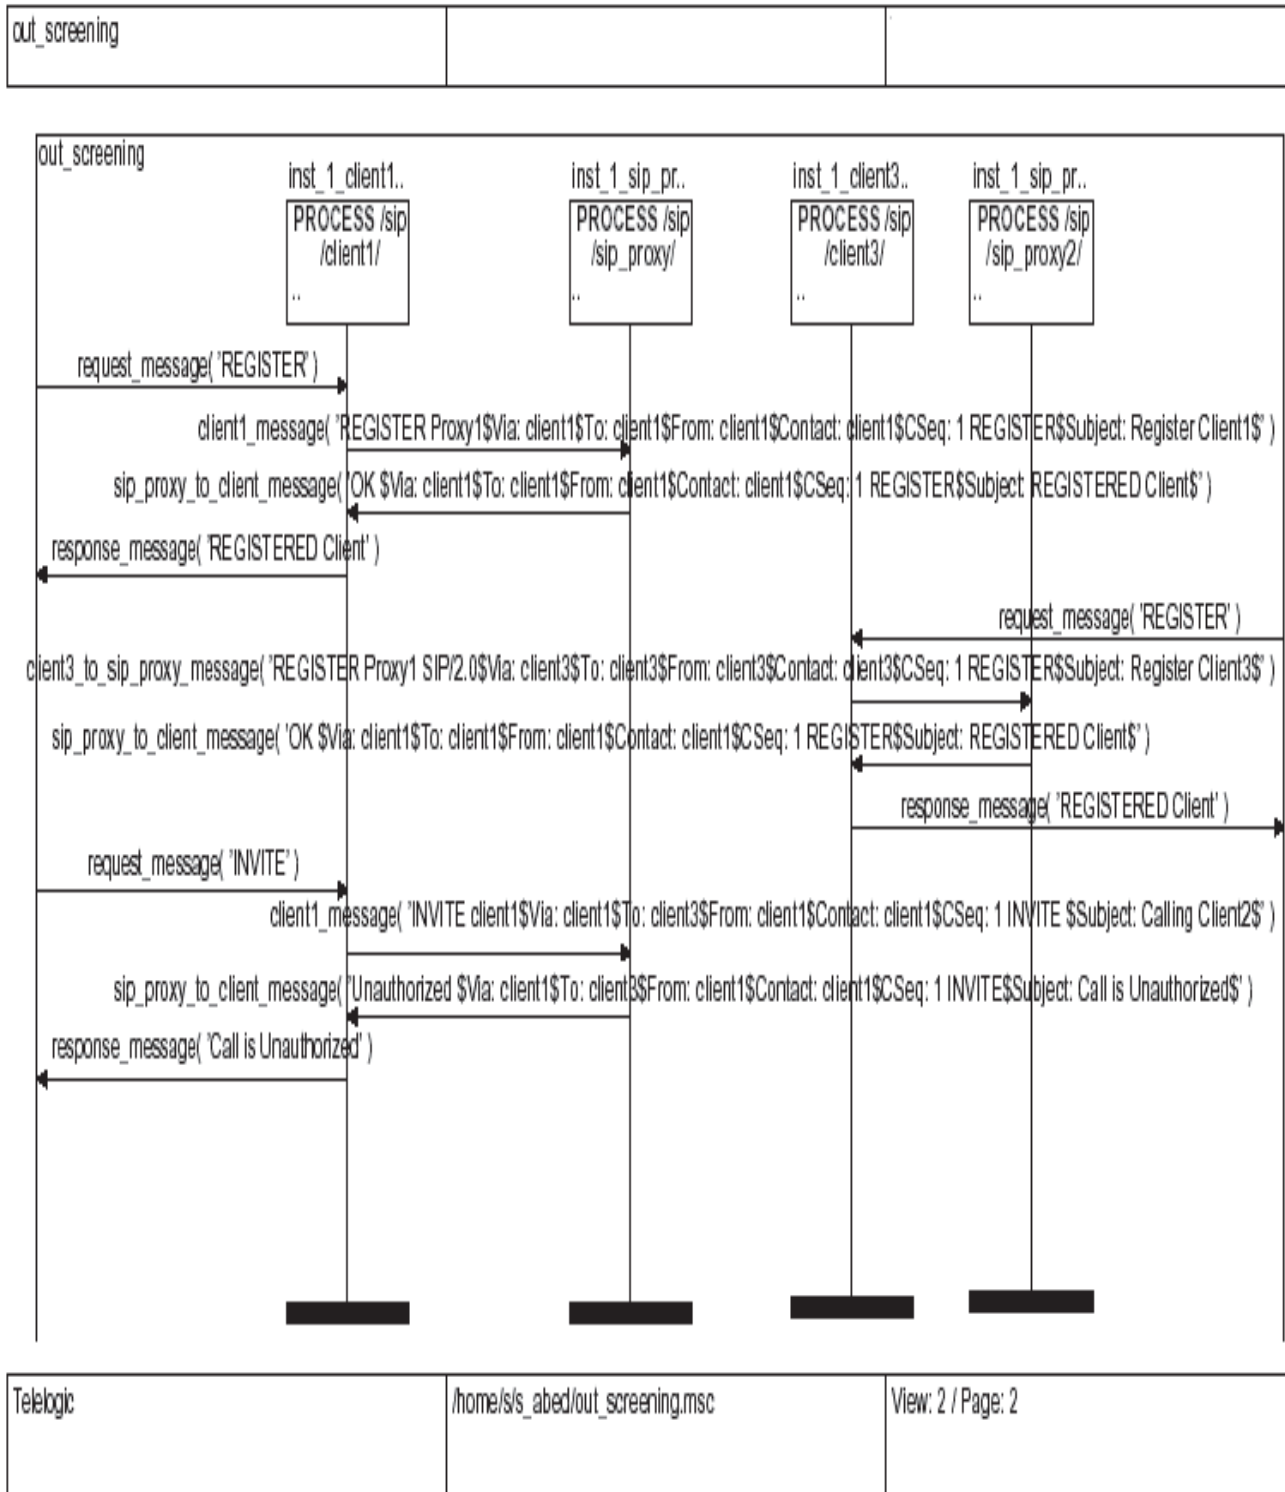 out_screening
out_screening
inst_1_client1.. inst_1_sip_pr.. inst_1_client3.. inst_1_sip_pr..
PROCESS /sip PROCESS /sip PROCESS /sip PROCESS /sip
/client1/ /sip_proxy/ /client3/ /sip_proxy2/
.. .. .. ..
request_message( 'REGISTER' )
client1_message( 'REGISTER Proxy1$Via: client1$To: client1$From: client1$Contact: client1$CSeq: 1 REGISTER$Subject: Register Client1$' )
sip_proxy_to_client_message( 'OK $Via: client1$To: client1$From: client1$Contact: client1$CSeq: 1 REGISTER$Subject: REGISTERED Client$' )
response_message( 'REGISTERED Client' )
request_message( 'REGISTER' )
client3_to_sip_proxy_message( 'REGISTER Proxy1 SIP/2.0$Via: client3$To: client3$From: client3$Contact: client3$CSeq: 1 REGISTER$Subject: Register Client3$' )
sip_proxy_to_client_message( 'OK $Via: client1$To: client1$From: client1$Contact: client1$CSeq: 1 REGISTER$Subject: REGISTERED Client$' )
response_message( 'REGISTERED Client' )
request_message( 'INVITE' )
client1_message( 'INVITE client1$Via: client1$To: client3$From: client1$Contact: client1$CSeq: 1 INVITE $Subject: Calling Client2$' )
sip_proxy_to_client_message( 'Unauthorized $Via: client1$To: client3$From: client1$Contact: client1$CSeq: 1 INVITE$Subject: Call is Unauthorized$' )
response_message( 'Call is Unauthorized' )
Telelogic /home/s/s_abed/out_screening.msc View: 2 / Page: 2